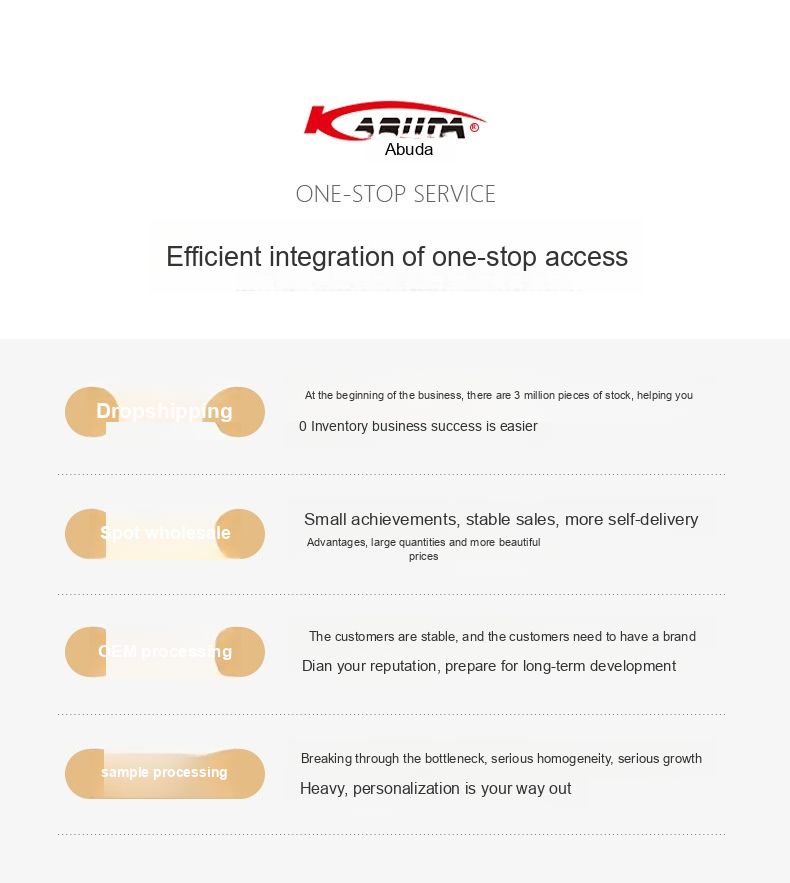 KABUDA®
Abuda
ONE-STOP SERVICE
Efficient integration of one-stop access
Dropshipping
At the beginning of the business, there are 3 million pieces of stock, helping you
0 Inventory business success is easier
Spot wholesale
Small achievements, stable sales, more self-delivery
Advantages, large quantities and more beautiful
prices
OEM processing
The customers are stable, and the customers need to have a brand
Dian your reputation, prepare for long-term development
sample processing
Breaking through the bottleneck, serious homogeneity, serious growth
Heavy, personalization is your way out